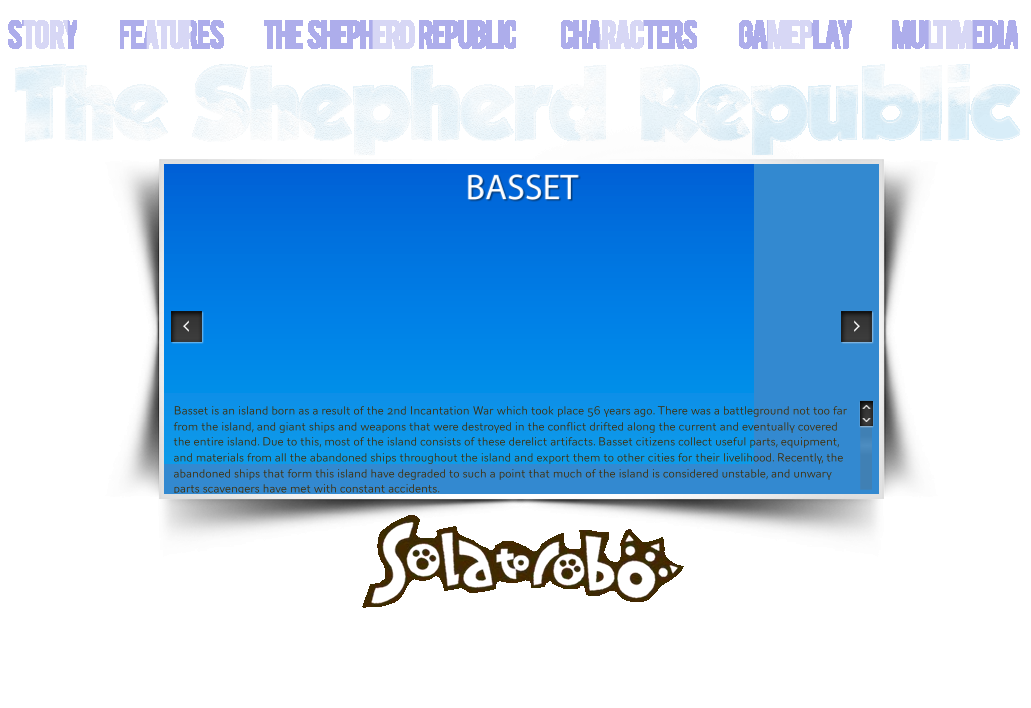 STORY FEATURES THE SHEPHERD REPUBLIC CHARACTERS GAMEPLAY MULTIMEDIA
The Shepherd Republic
BASSET
Basset is an island born as a result of the 2nd Incantation War which took place 56 years ago. There was a battleground not too far
from the island, and giant ships and weapons that were destroyed in the conflict drifted along the current and eventually covered
the entire island. Due to this, most of the island consists of these derelict artifacts. Basset citizens collect useful parts, equipment,
and materials from all the abandoned ships throughout the island and export them to other cities for their livelihood. Recently, the
abandoned ships that form this island have degraded to such a point that much of the island is considered unstable, and unwary
parts scavengers have met with constant accidents.
Solatorobo